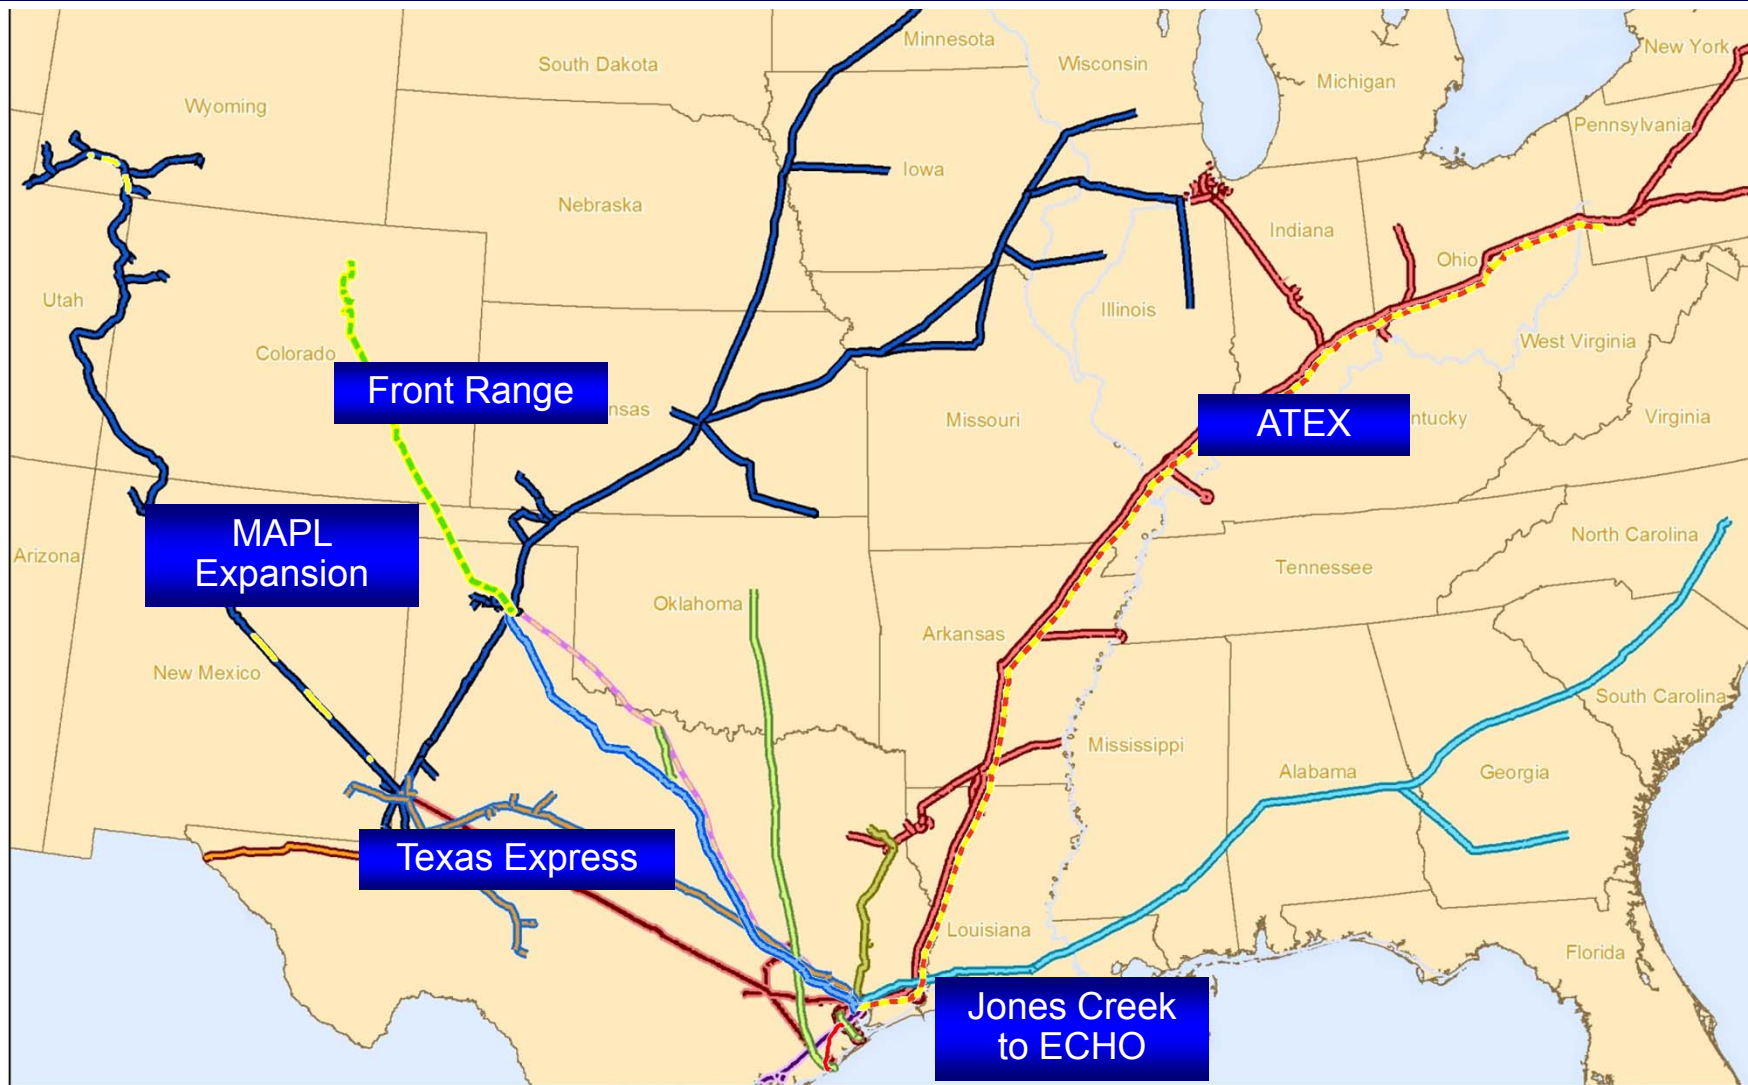 Minnesota
New York
South Dakota
Wisconsin
Michigan
Wyoming
Pennsylvania
Iowa
Nebraska
Indiana
Ohio
Utah
Illinois
West Virginia
Colorado
Front Range
nsas
Missouri
ATEX
ntucky
Virginia
MAPL
Expansion
Arizona
North Carolina
Tennessee
Oklahoma
Arkansas
New Mexico
South Carolina
Mississippi
Alabama
Georgia
Texas Express
Louisiana
Florida
Jones Creek
to ECHO